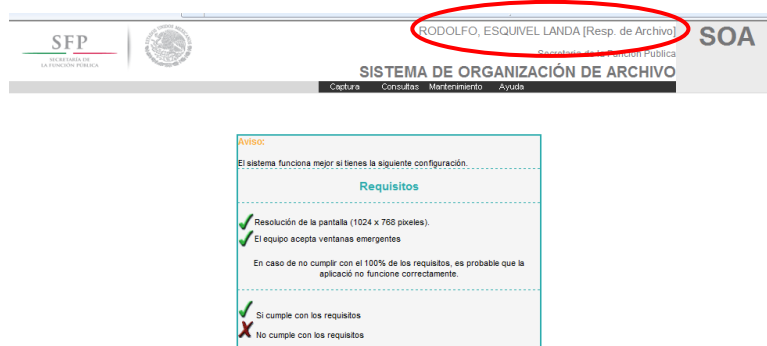 SFP
SECRETARÍA DE
LA FUNCIÓN PÚBLICA
RODOLFO, ESQUIVEL LANDA [Resp. de Archivo]
Secretaría de la Función Pública
SOA
SISTEMA DE ORGANIZACIÓN DE ARCHIVO
Captura Consultas Mantenimiento Ayuda
Aviso:
El sistema funciona mejor si tienes la siguiente configuración.
Requisitos
Resolución de la pantalla (1024 x 768 pixeles).
El equipo acepta ventanas emergentes
En caso de no cumplir con el 100% de los requisitos, es probable que la
aplicació no funcione correctamente.
Si cumple con los requisitos
No cumple con los requisitos